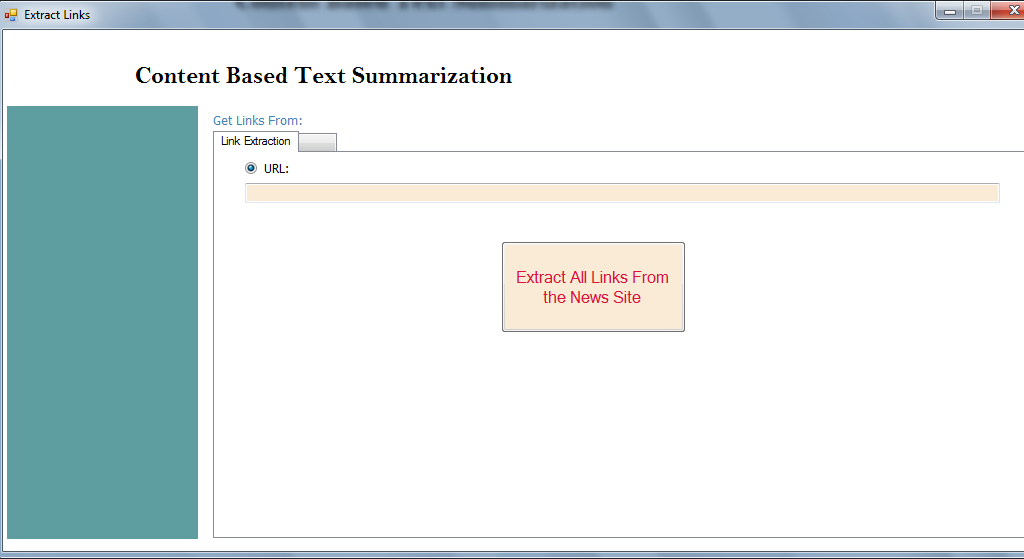 Extract Links
Content Based Text Summarization
Get Links From:
Link Extraction
URL:
Extract All Links From
the News Site